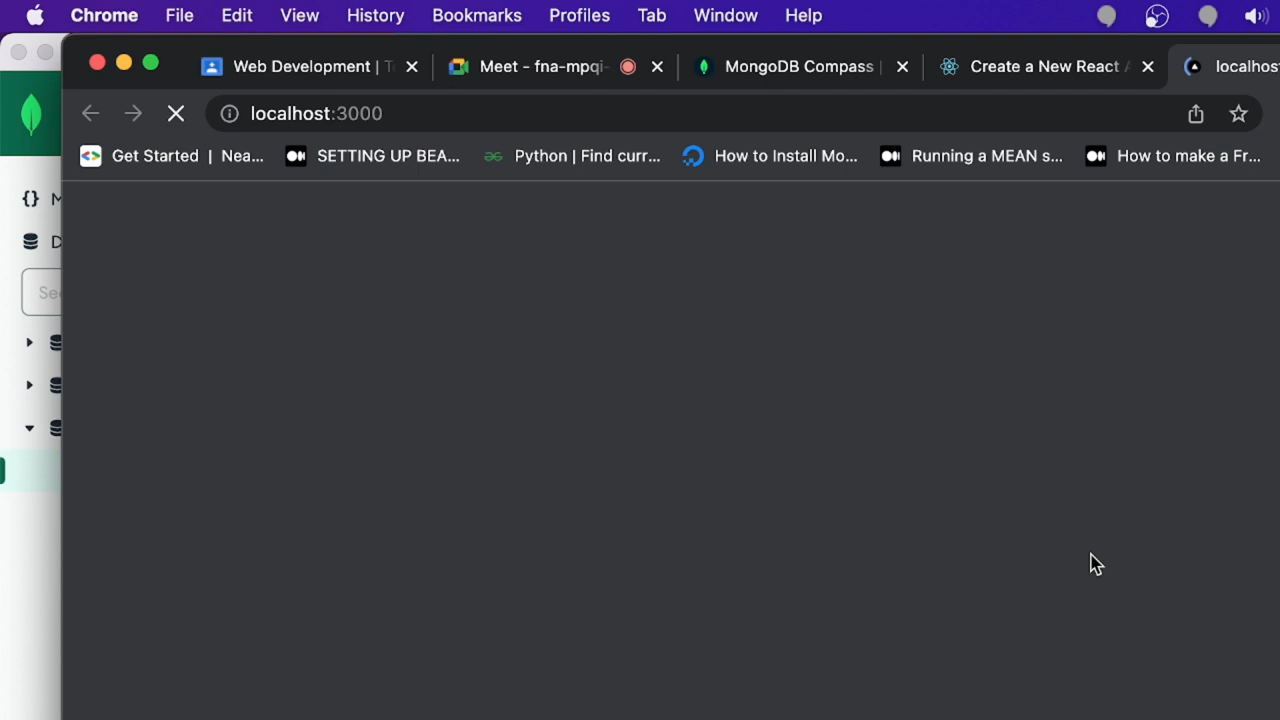 Chrome File Edit View History Bookmarks Profiles Tab Window Help
Web Development | Meet - fna-mpqi- MongoDB Compass | Create a New React localhost
localhost:3000
Get Started | Nea... SETTING UP BEA... Python | Find curr... How to Install Mo... Running a MEAN s... How to make a Fr...
{} M
D
Se